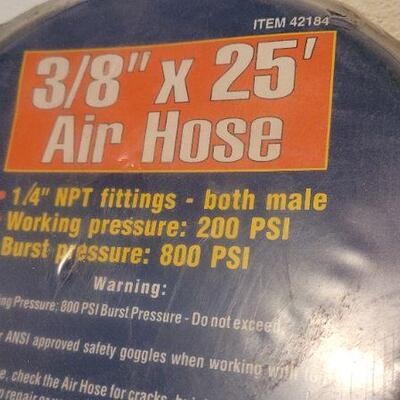 ITEM 42184
3/8" x 25'
Air Hose
1/4" NPT fittings - both male
Working pressure: 200 PSI
Burst pressure: 800 PSI
Warning:
Pressure: 800 PSI Burst Pressure - Do not exceed
ANSI approved safety goggles when working with
check the Air Hose for cracks,